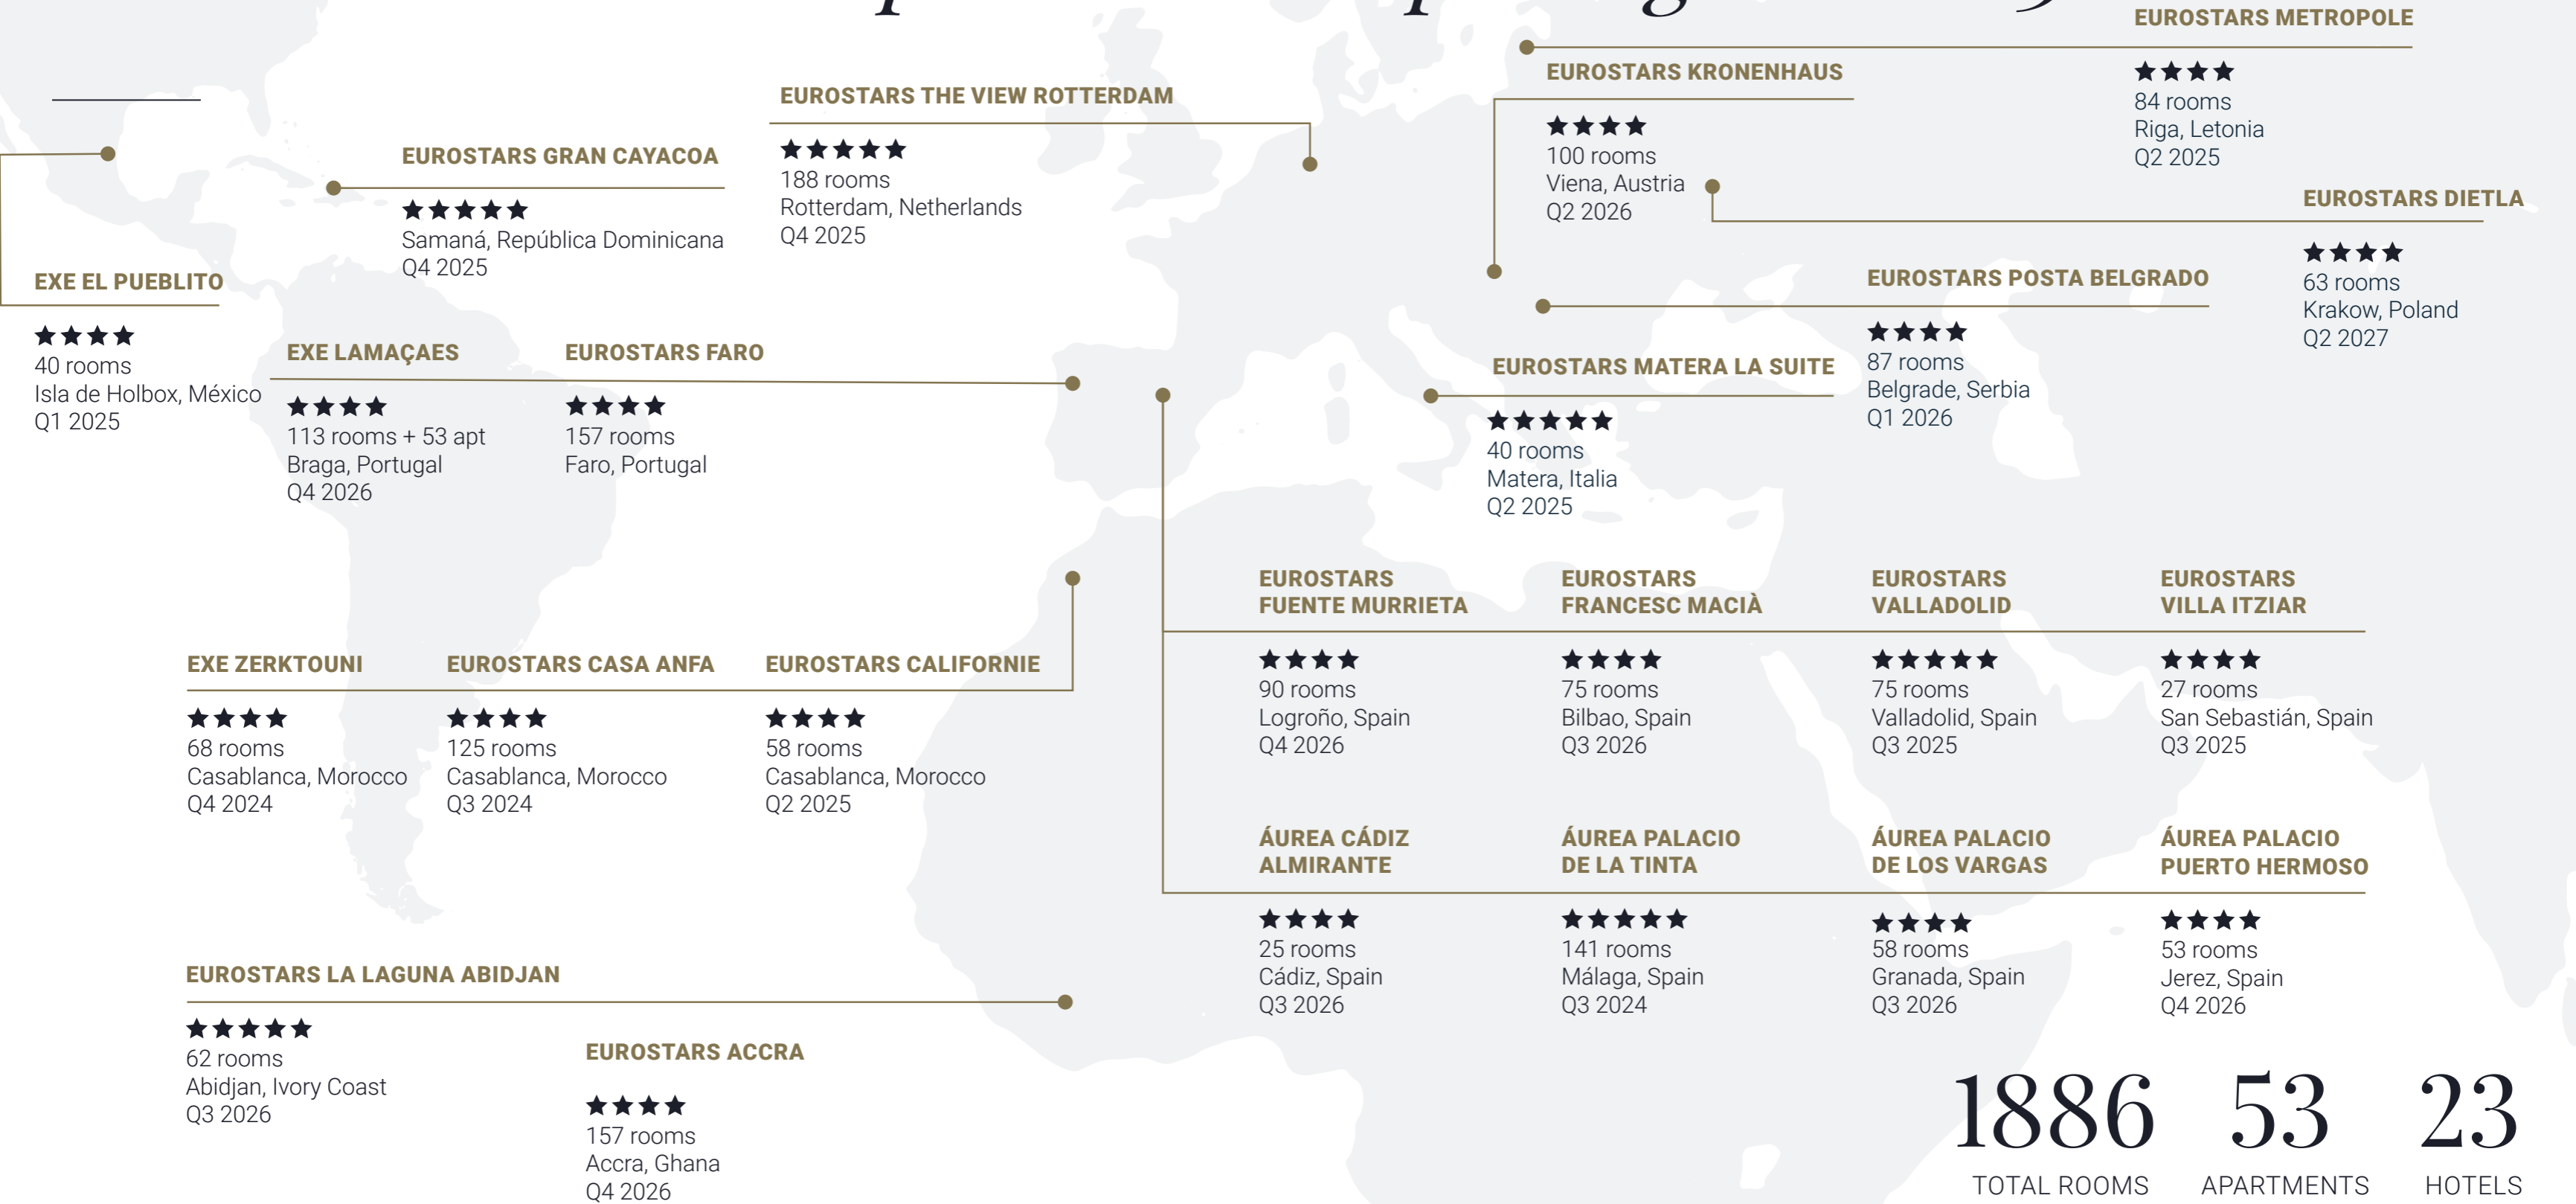 EUROSTARS METROPOLE
★★★★
84 rooms
Riga, Letonia
Q2 2025
EUROSTARS KRONENHAUS
★★★★
100 rooms
Viena, Austria
Q2 2026
EUROSTARS THE VIEW ROTTERDAM
★★★★★
188 rooms
Rotterdam, Netherlands
Q4 2025
EUROSTARS GRAN CAYACOA
★★★★★
Samaná, República Dominicana
Q4 2025
EUROSTARS DIETLA
★★★★
63 rooms
Krakow, Poland
Q2 2027
EXE EL PUEBLITO
★★★★
40 rooms
Isla de Holbox, México
Q1 2025
EUROSTARS POSTA BELGRADO
★★★★
87 rooms
Belgrade, Serbia
Q1 2026
EXE LAMAÇAES
★★★★
113 rooms + 53 apt
Braga, Portugal
Q4 2026
EUROSTARS FARO
★★★★
157 rooms
Faro, Portugal
EUROSTARS MATERA LA SUITE
★★★★★
40 rooms
Matera, Italia
Q2 2025
EUROSTARS
FUENTE MURRIETA
★★★★
90 rooms
Logroño, Spain
Q4 2026
EUROSTARS
FRANCESC MACIÀ
★★★★
75 rooms
Bilbao, Spain
Q3 2026
EUROSTARS
VALLADOLID
★★★★★
75 rooms
Valladolid, Spain
Q3 2025
EUROSTARS
VILLA ITZIAR
★★★★
27 rooms
San Sebastián, Spain
Q3 2025
EXE ZERKTOUNI
★★★★
68 rooms
Casablanca, Morocco
Q4 2024
EUROSTARS CASA ANFA
★★★★
125 rooms
Casablanca, Morocco
Q3 2024
EUROSTARS CALIFORNIE
★★★★
58 rooms
Casablanca, Morocco
Q2 2025
ÁUREA CÁDIZ
ALMIRANTE
★★★★
25 rooms
Cádiz, Spain
Q3 2026
ÁUREA PALACIO
DE LA TINTA
★★★★★
141 rooms
Málaga, Spain
Q3 2024
ÁUREA PALACIO
DE LOS VARGAS
★★★★
58 rooms
Granada, Spain
Q3 2026
ÁUREA PALACIO
PUERTO HERMOSO
★★★★
53 rooms
Jerez, Spain
Q4 2026
EUROSTARS LA LAGUNA ABIDJAN
★★★★★
62 rooms
Abidjan, Ivory Coast
Q3 2026
EUROSTARS ACCRA
★★★★
157 rooms
Accra, Ghana
Q4 2026
1886
TOTAL ROOMS
53
APARTMENTS
23
HOTELS